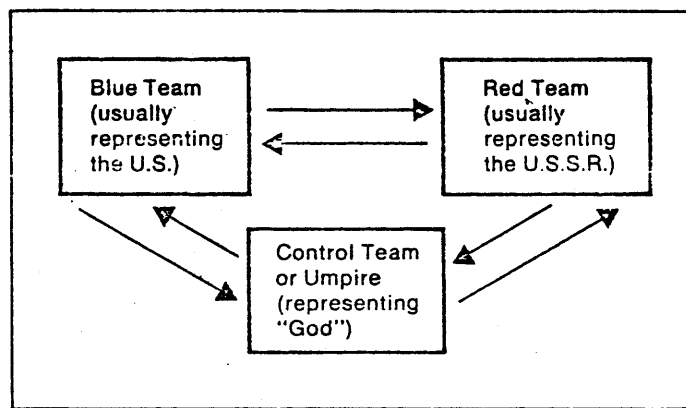 Blue Team
(usually
representing
the U.S.)
Red Team
(usually
representing
the U.S.S.R.)
Control Team
or Umpire
(representing
"God")